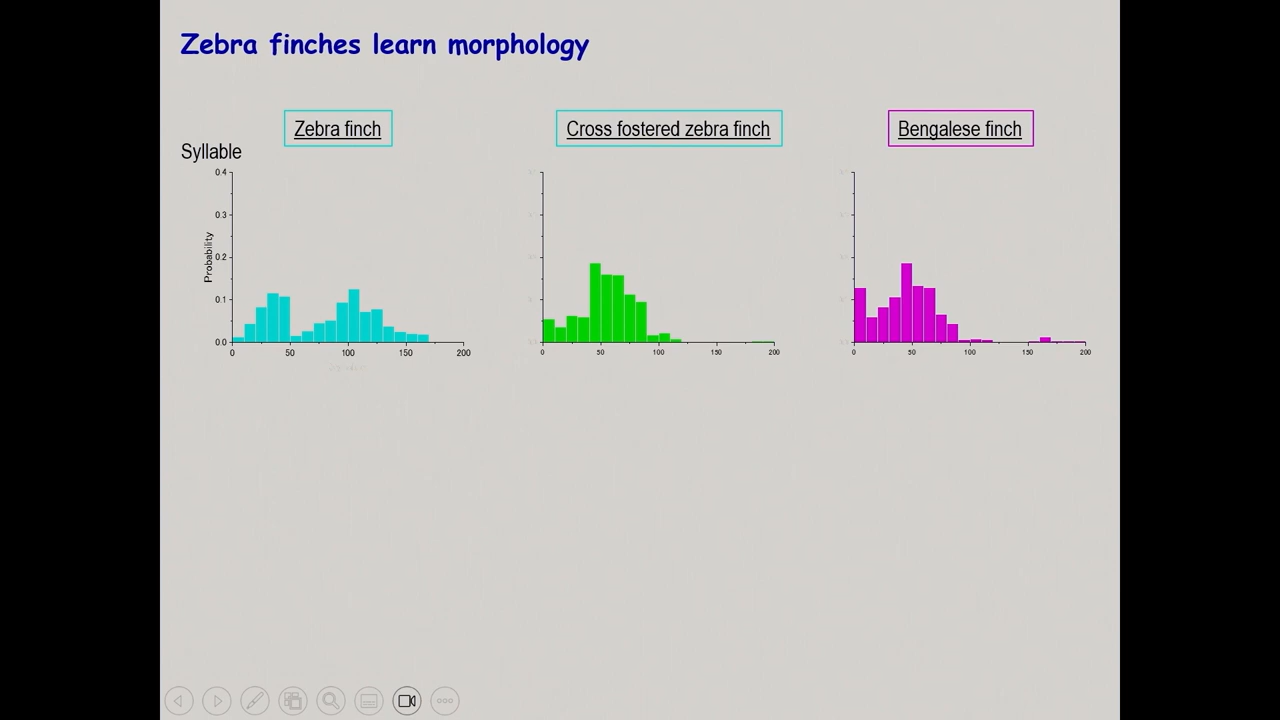 Zebra finches learn morphology
Zebra finch
Cross fostered zebra finch
Bengalese finch
Syllable
Probability
0.4
0.3
0.2
0.1
0.0
0 50 100 150 200
0 50 100 150 200
0 50 100 150 200